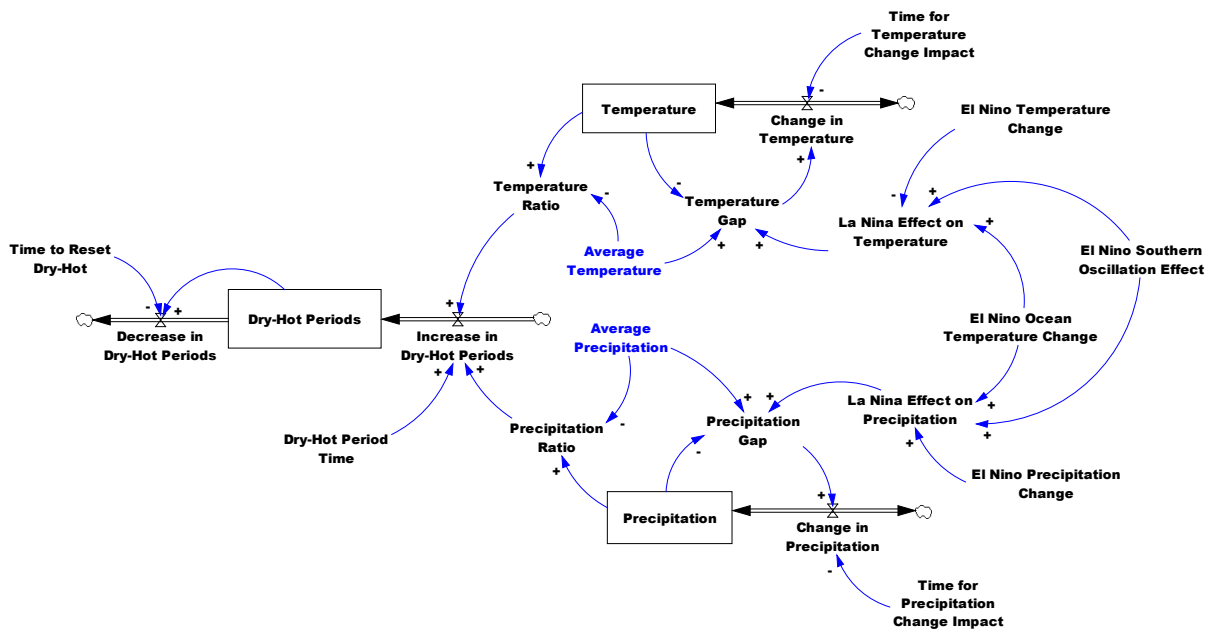 Time for
Temperature
Change Impact
Temperature
-
Change in
Temperature
El Nino Temperature
Change
+
+
-
-
+
Temperature
Ratio
-
Temperature
Gap
La Nina Effect on
Temperature
+
Average
Temperature
+
+
El Nino Southern
Oscillation Effect
Time to Reset
Dry-Hot
-
+
Dry-Hot Periods
+
Decrease in
Dry-Hot Periods
Increase in
Dry-Hot Periods
Average
Precipitation
El Nino Ocean
Temperature Change
+
+
+
+
La Nina Effect on
Precipitation
+
+
+
Precipitation
Gap
Precipitation
Ratio
-
-
Dry-Hot Period
Time
+
El Nino Precipitation
Change
+
Precipitation
Change in
Precipitation
-
Time for
Precipitation
Change Impact